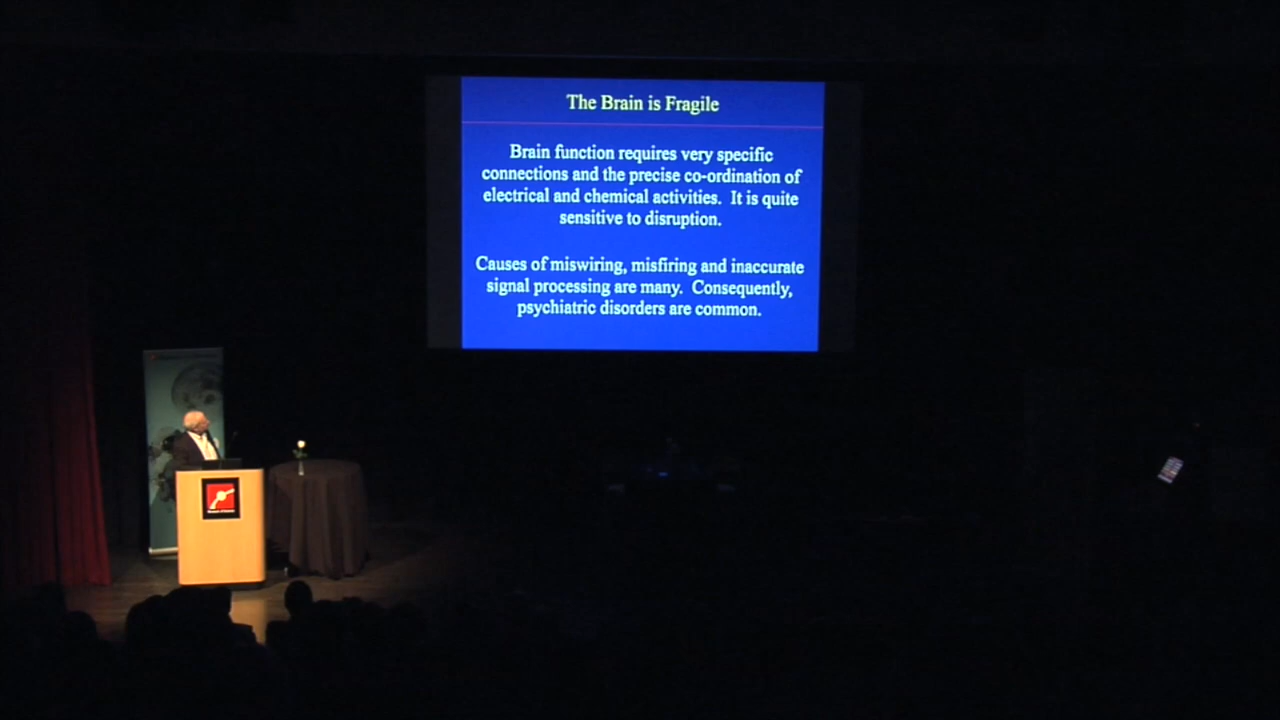 The Brain is Fragile
Brain function requires very specific
connections and the precise co-ordination of
electrical and chemical activities. It is quite
sensitive to disruption.
Causes of miswiring, misfiring and inaccurate
signal processing are many. Consequently,
psychiatric disorders are common.